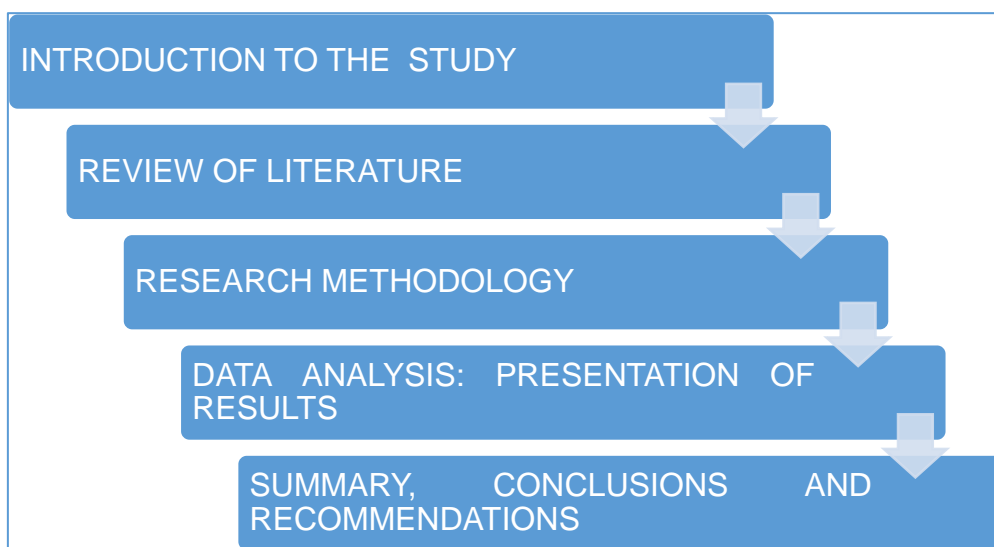 INTRODUCTION TO THE STUDY
REVIEW OF LITERATURE
RESEARCH METHODOLOGY
DATA ANALYSIS: PRESENTATION OF
RESULTS
SUMMARY, CONCLUSIONS AND
RECOMMENDATIONS